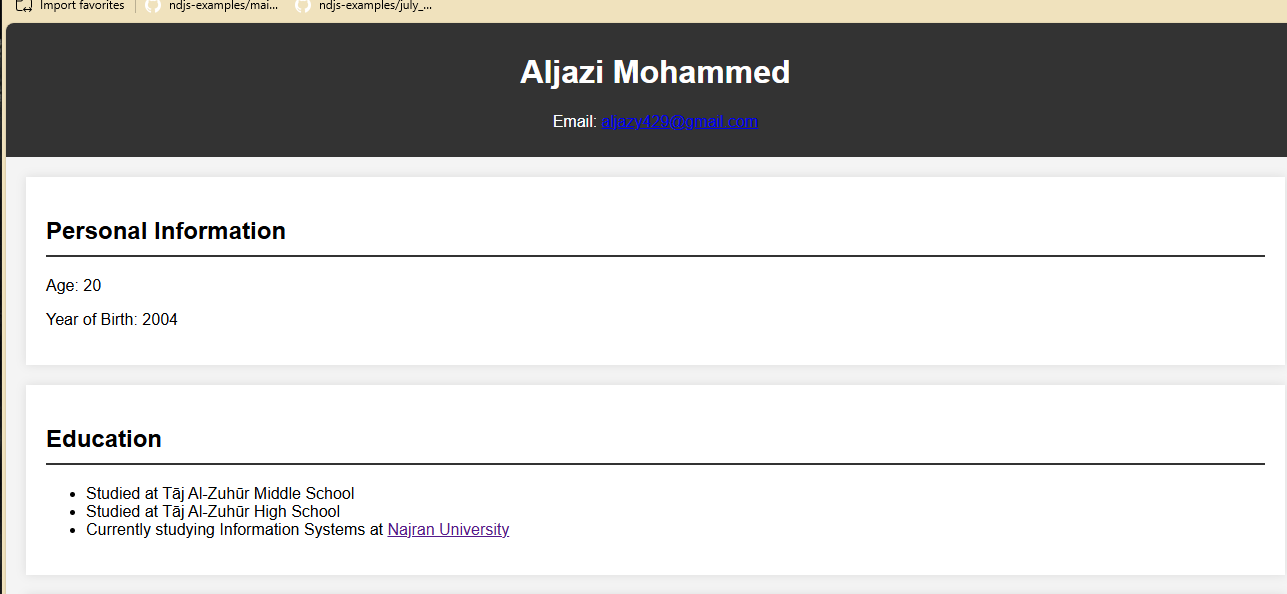 Import favorites ndjs-examples/mai... ndjs-examples/july_...
Aljazi Mohammed
Email: aljazy429@gmail.com
Personal Information
Age: 20
Year of Birth: 2004
Education
• Studied at Tāj Al-Zuhūr Middle School
• Studied at Tāj Al-Zuhūr High School
• Currently studying Information Systems at Najran University